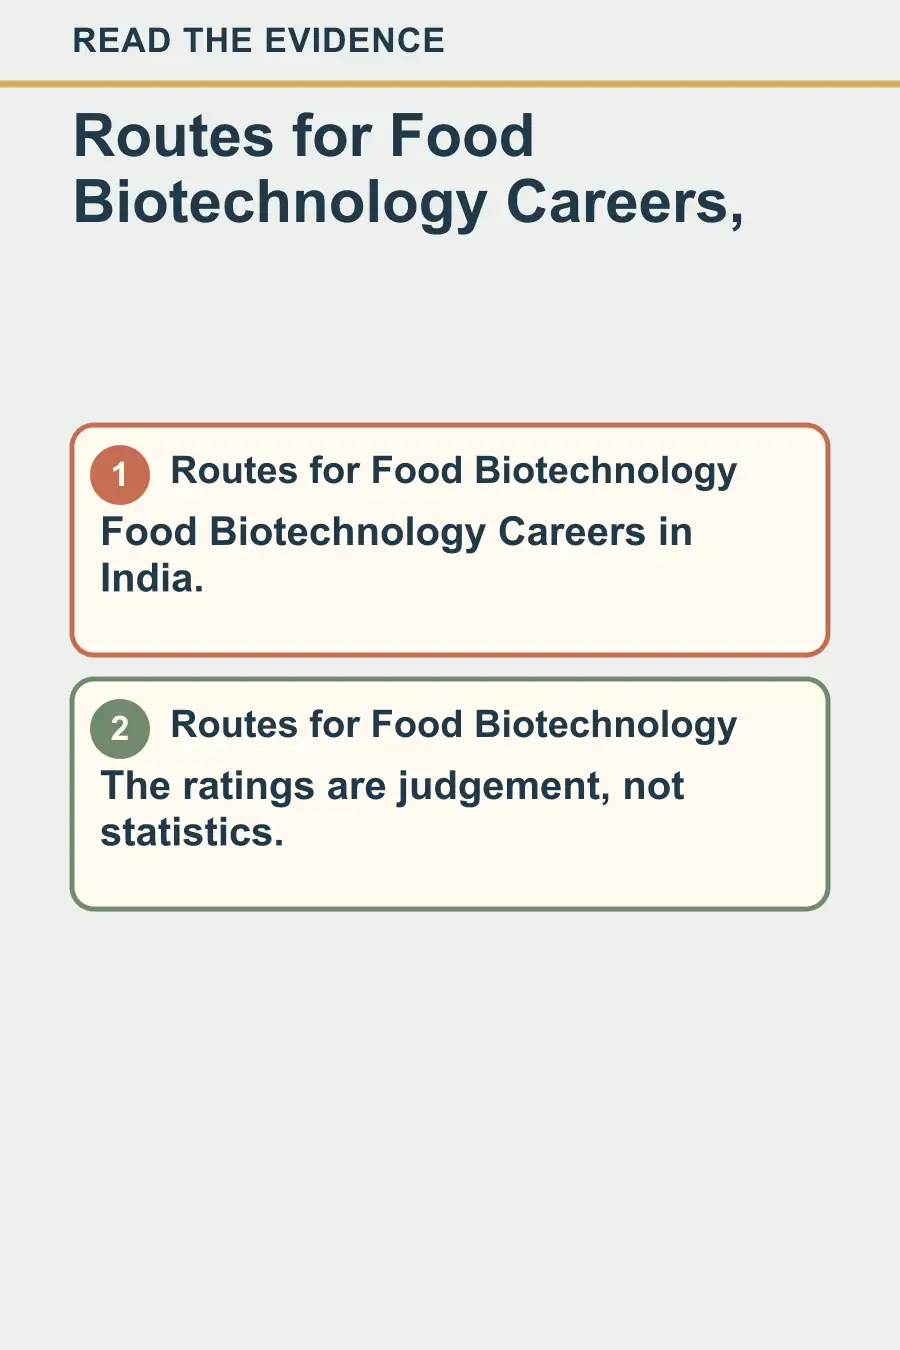 READ THE EVIDENCE
Routes for Food
Biotechnology Careers,
1 Routes for Food Biotechnology
Food Biotechnology Careers in
India.
2 Routes for Food Biotechnology
The ratings are judgement, not
statistics.